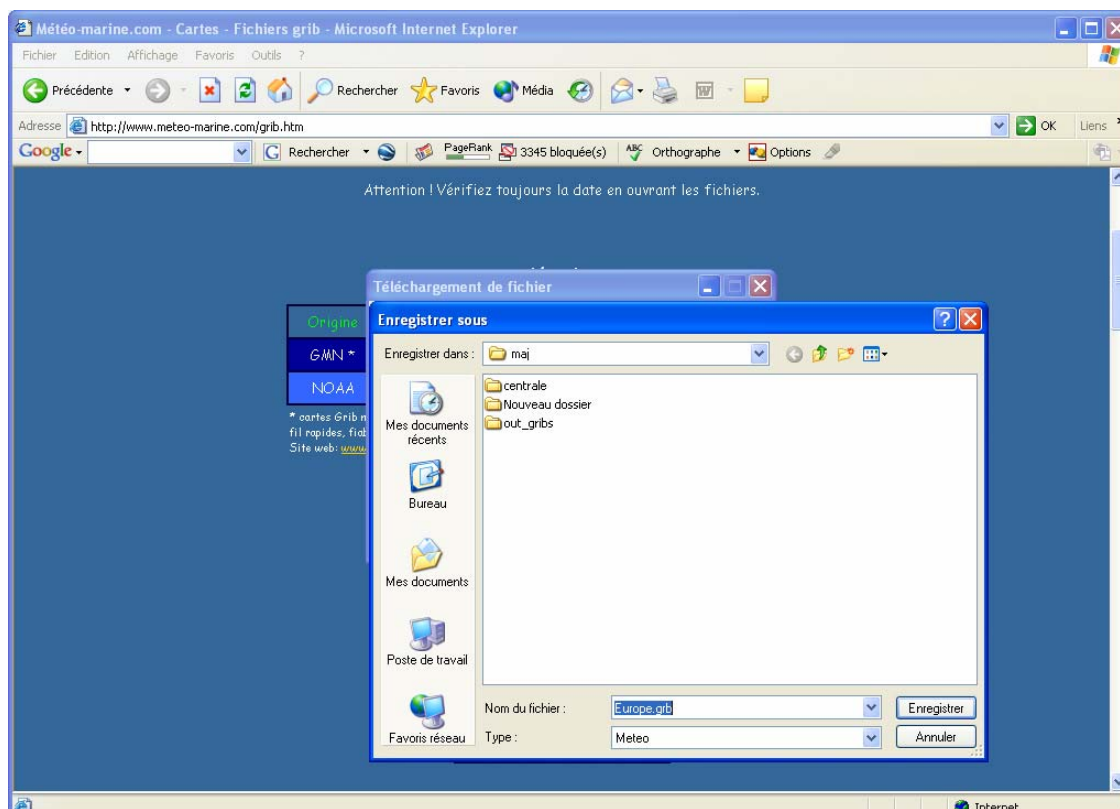 Météo-marine.com - Cartes - Fichiers grib - Microsoft Internet Explorer
Fichier Edition Affichage Favoris Outils ?
Précédente Rechercher Favoris Média
Adresse http://www.meteo-marine.com/grib.htm OK Liens
Google Rechercher PageRank 3345 bloquée(s) ABC Orthographe Options
Attention ! Vérifiez toujours la date en ouvrant les fichiers.
Téléchargement de fichier
Origine
GMN *
NOAA
* cartes Grib
fil rapides,
Site web: www
Enregistrer sous
Enregistrer dans : maj
centrale
Nouveau dossier
out_gribs
Mes documents récents
Bureau
Mes documents
Poste de travail
Favoris réseau
Nom du fichier : Europe.grb Enregistrer
Type : Meteo Annuler
Internet